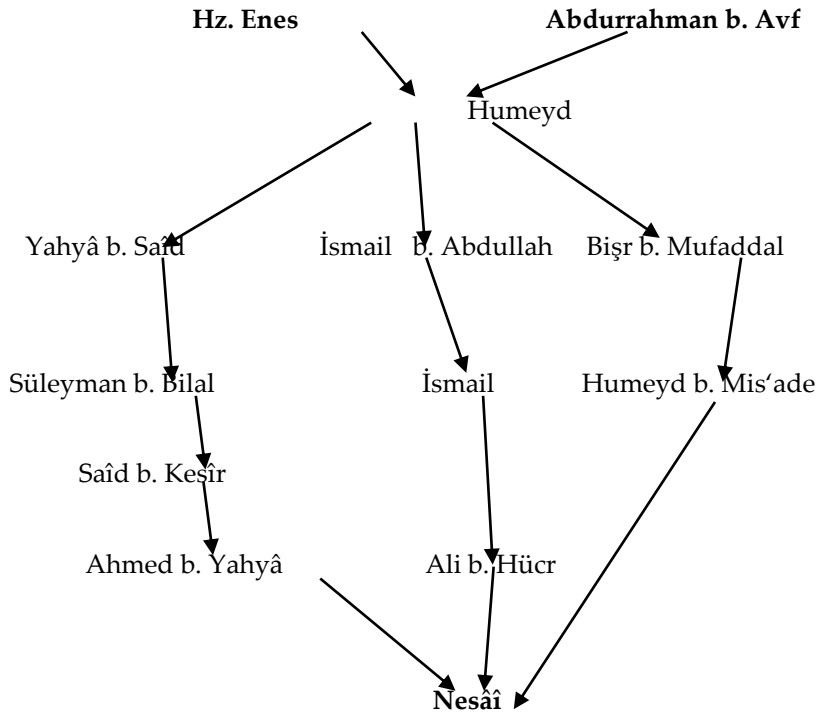 Hz. Enes Abdurrahman b. Avf
Humeyd
Yahyâ b. Saîd İsmail b. Abdullah Bişr b. Mufaddal
Süleyman b. Bilal İsmail Humeyd b. Mis‘ade
Saîd b. Kesîr
Ahmed b. Yahyâ Ali b. Hücr
Nesâî